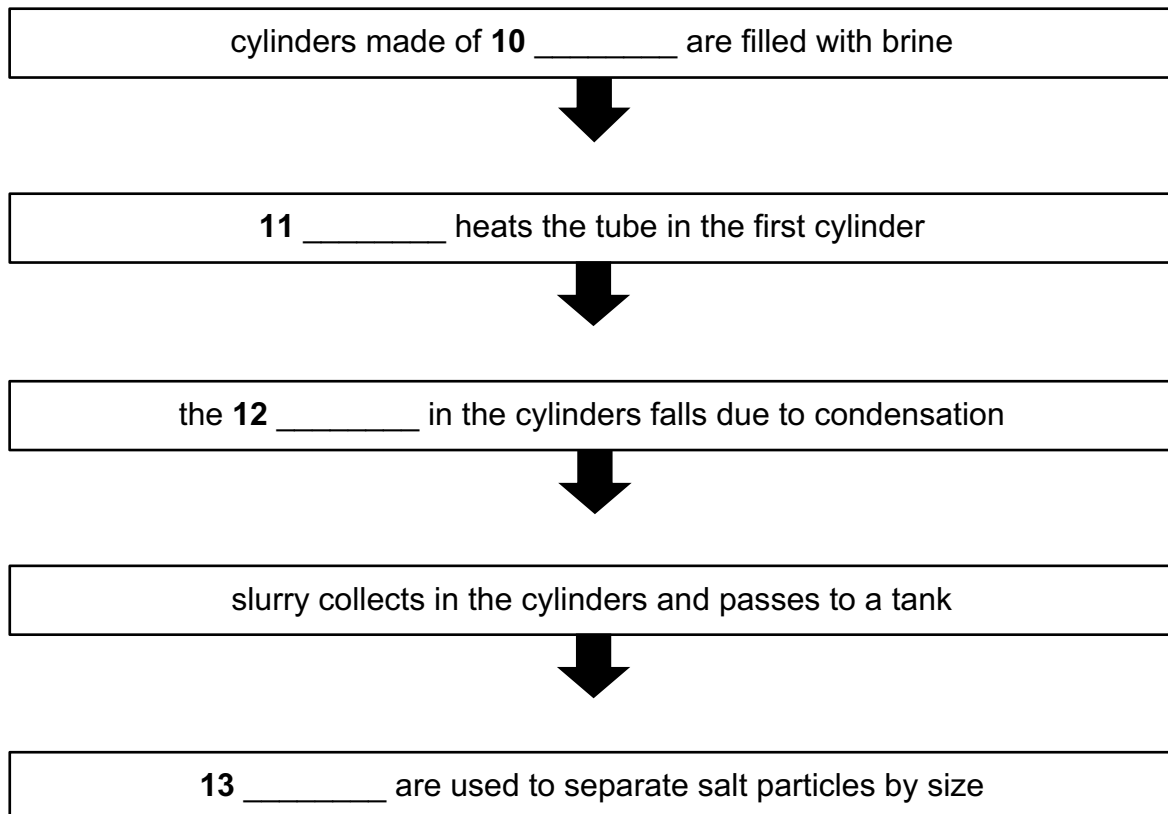 cylinders made of 10 ________ are filled with brine
11 ________ heats the tube in the first cylinder
the 12 ________ in the cylinders falls due to condensation
slurry collects in the cylinders and passes to a tank
13 ________ are used to separate salt particles by size